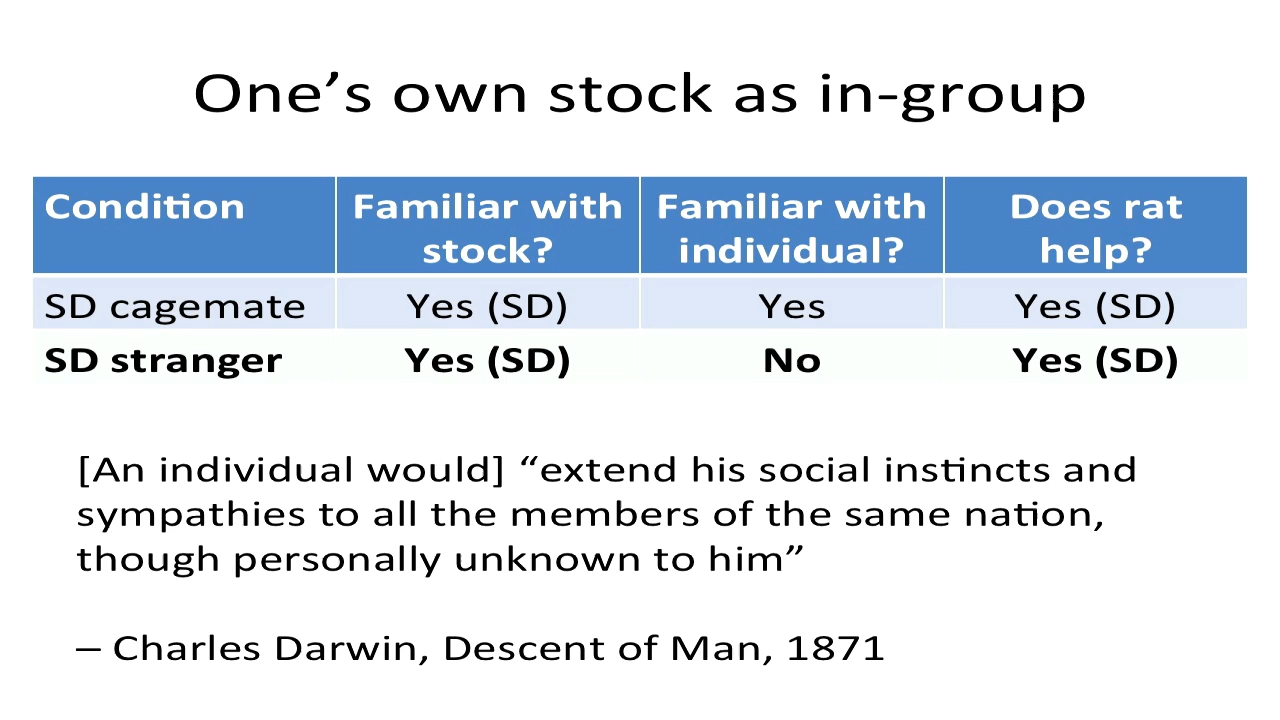 One’s own stock as in-group
Condition Familiar with stock? Familiar with individual? Does rat help?
SD cagemate Yes (SD) Yes Yes (SD)
SD stranger Yes (SD) No Yes (SD)
[An individual would] “extend his social instincts and
sympathies to all the members of the same nation,
though personally unknown to him”
– Charles Darwin, Descent of Man, 1871